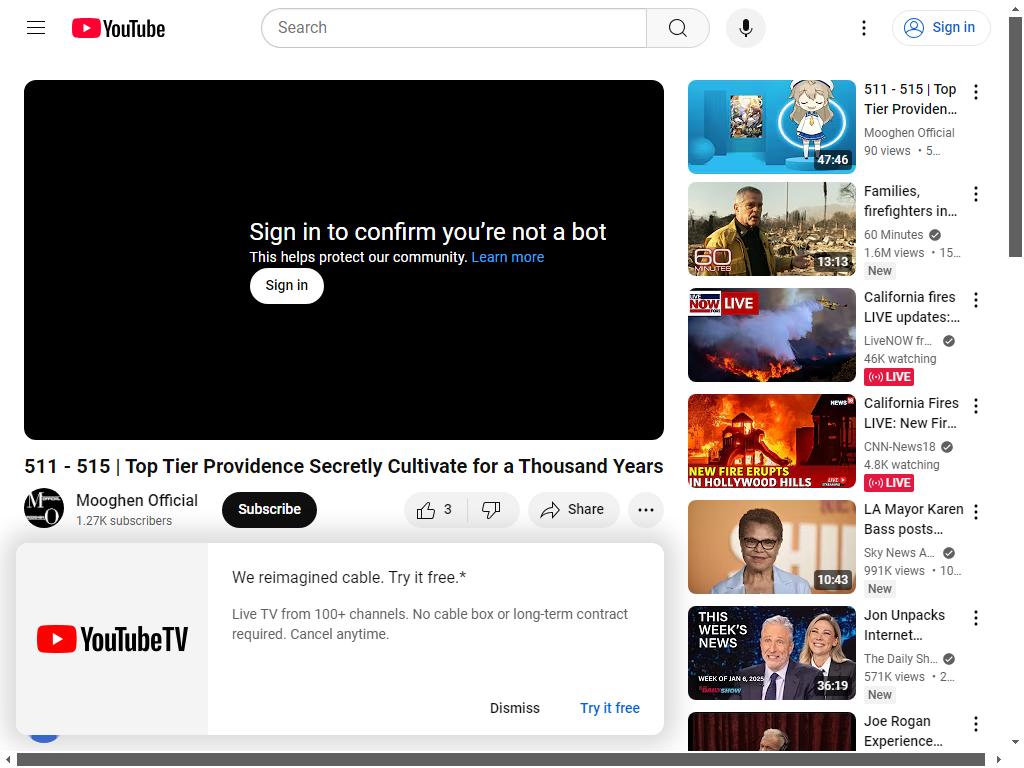 YouTube
Search
Sign in
Sign in to confirm you’re not a bot
This helps protect our community. Learn more
Sign in
511 - 515 | Top Tier Providence Secretly Cultivate for a Thousand Years
Mooghen Official
1.27K subscribers
Subscribe
3
Share
YouTubeTV
We reimagined cable. Try it free.*
Live TV from 100+ channels. No cable box or long-term contract
required. Cancel anytime.
Dismiss
Try it free
47:46
511 - 515 | Top
Tier Providen...
Mooghen Official
90 views • 5...
60
MINUTES
13:13
Families,
firefighters in...
60 Minutes
1.6M views • 15...
New
LIVE
NOW
LIVE
California fires
LIVE updates:...
LiveNOW fr...
46K watching
LIVE
NEWS18
NEW FIRE ERUPTS
IN HOLLYWOOD HILLS
LIVE
California Fires
LIVE: New Fir...
CNN-News18
4.8K watching
LIVE
10:43
LA Mayor Karen
Bass posts...
Sky News A...
991K views • 10...
New
THIS
WEEK'S
NEWS
WEEK OF JAN 6, 2025
DAILY SHOW
36:19
Jon Unpacks
Internet...
The Daily Sh...
571K views • 2...
New
Joe Rogan
Experience...